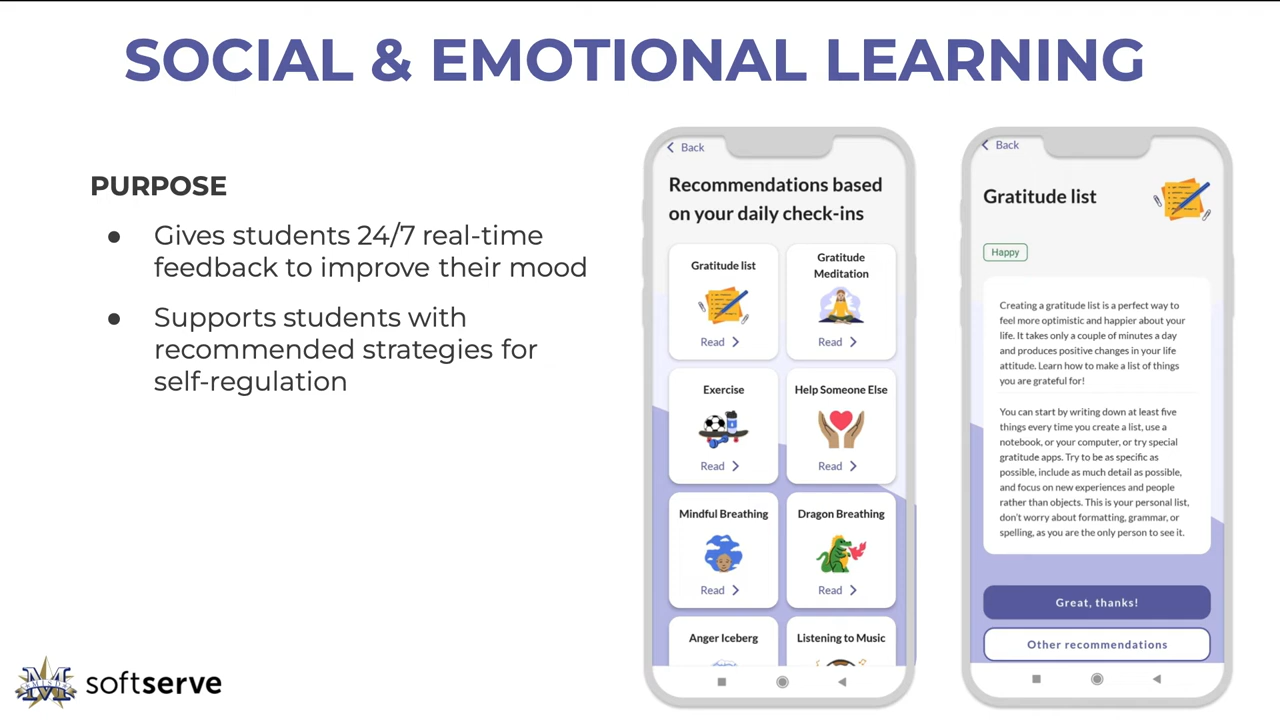 SOCIAL & EMOTIONAL LEARNING
PURPOSE
● Gives students 24/7 real-time
feedback to improve their mood
● Supports students with
recommended strategies for
self-regulation
Back
Recommendations based
on your daily check-ins
Gratitude list
Read
Gratitude
Meditation
Read
Exercise
Read
Help Someone Else
Read
Mindful Breathing
Read
Dragon Breathing
Read
Anger Iceberg
Listening to Music
Back
Gratitude list
Happy
Creating a gratitude list is a perfect way to
feel more optimistic and happier about your
life. It takes only a couple of minutes a day
and produces positive changes in your life
attitude. Learn how to make a list of things
you are grateful for!
You can start by writing down at least five
things every time you create a list, use a
notebook, or your computer, or try special
gratitude apps. Try to be as specific as
possible, include as much detail as possible,
and focus on new experiences and people
rather than objects. This is your personal list,
don't worry about formatting, grammar, or
spelling, as you are the only person to see it.
Great, thanks!
Other recommendations
M
softserve